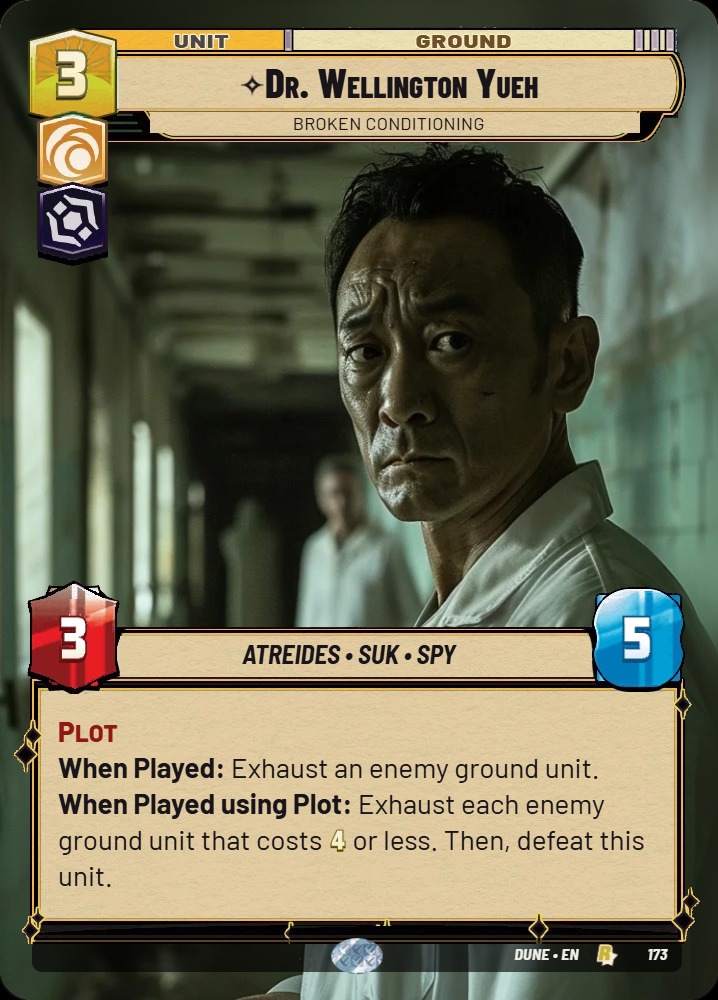 UNIT
GROUND
3
✧DR. WELLINGTON YUEH
BROKEN CONDITIONING
3
ATREIDES • SUK • SPY
5
PLOT
When Played: Exhaust an enemy ground unit.
When Played using Plot: Exhaust each enemy
ground unit that costs 4 or less. Then, defeat this
unit.
DUNE • EN R 173